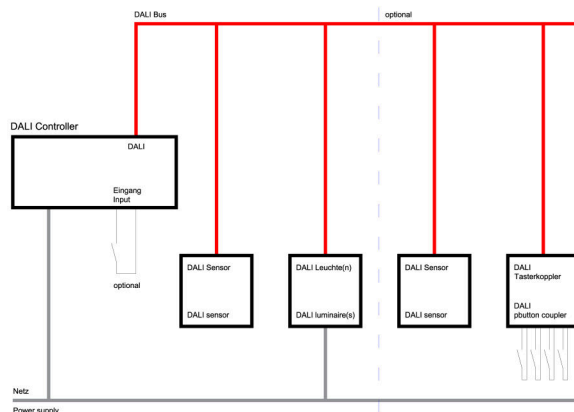 DALI Bus
optional
DALI Controller
DALI
Eingang
Input
optional
DALI Sensor
DALI sensor
DALI Leuchte(n)
DALI luminaire(s)
DALI Sensor
DALI sensor
DALI
Tasterkoppler
DALI
pbutton coupler
Netz
Power supply